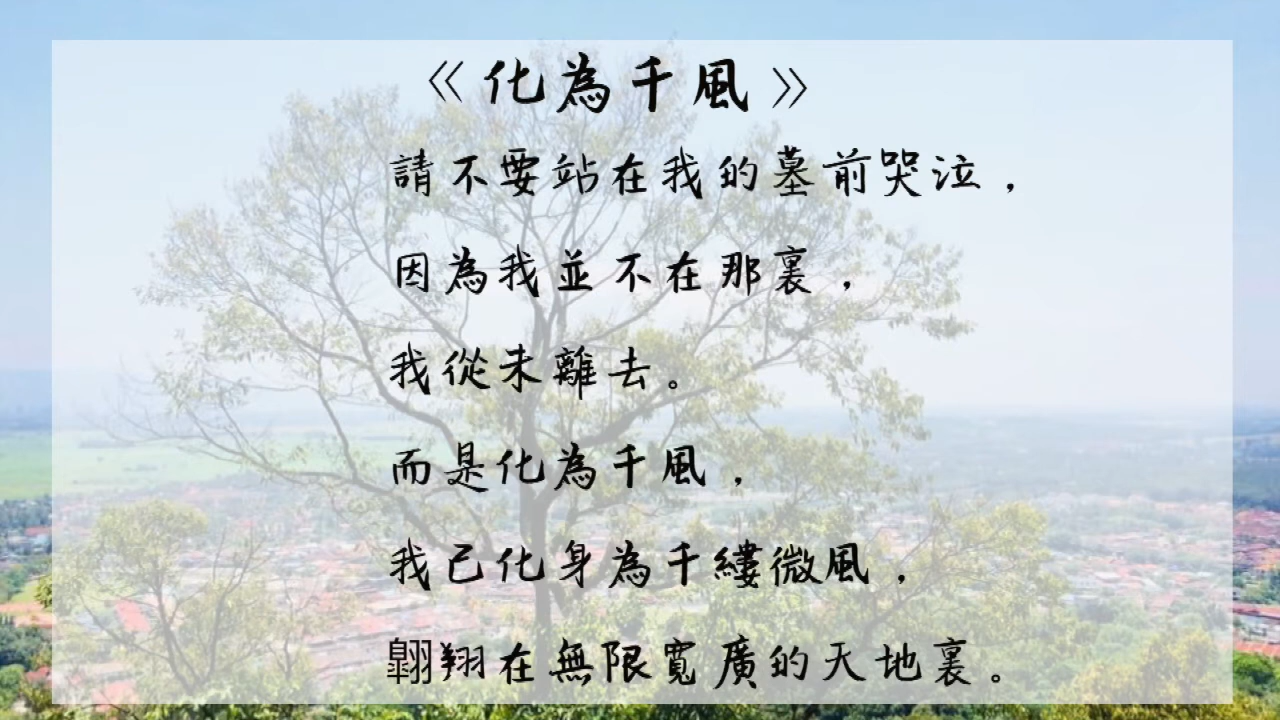 《化為千風》
請不要站在我的墓前哭泣，
因為我並不在那裏，
我從未離去。
而是化為千風，
我已化身為千縷微風，
翺翔在無限寬廣的天地裏。